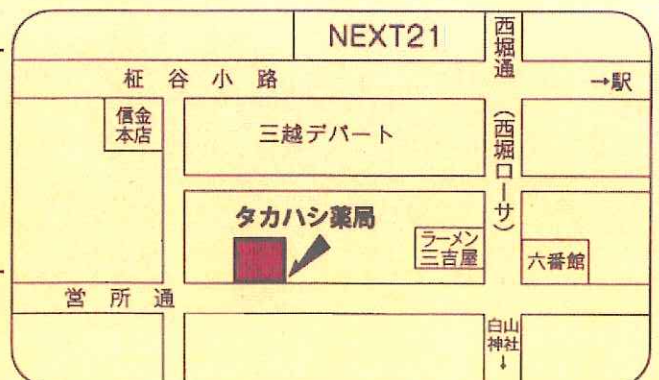 NEXT21
西堀通
柾谷小路
→駅
信金
本店
三越デパート
(西堀ローサ)
タカハシ薬局
ラーメン
三吉屋
六番館
営所通
白山
神社
↓